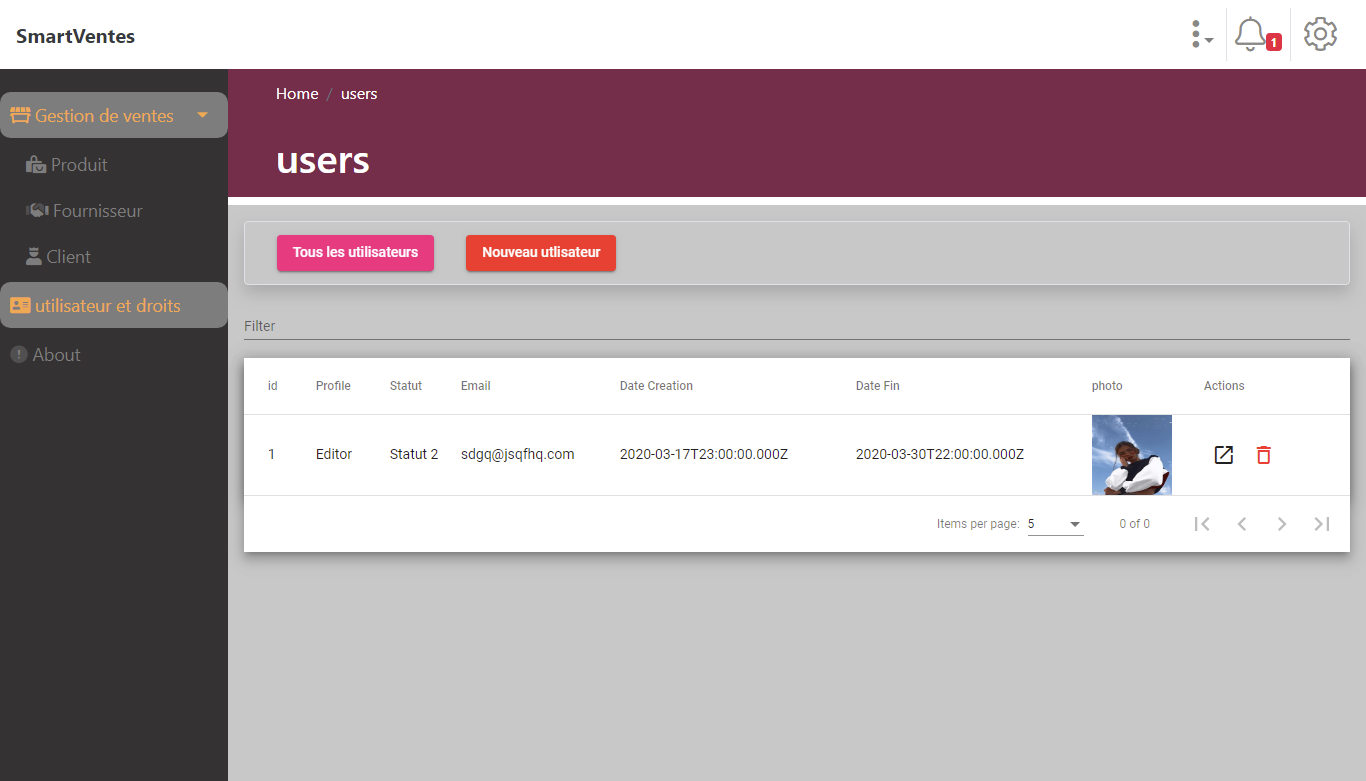 SmartVentes
1
Gestion de ventes
Produit
Fournisseur
Client
utilisateur et droits
About
Home / users
users
Tous les utilisateurs Nouveau utlisateur
Filter
id Profile Statut Email Date Creation Date Fin photo Actions
1 Editor Statut 2 sdgq@jsqfhq.com 2020-03-17T23:00:00.000Z 2020-03-30T22:00:00.000Z
Items per page: 5 0 of 0